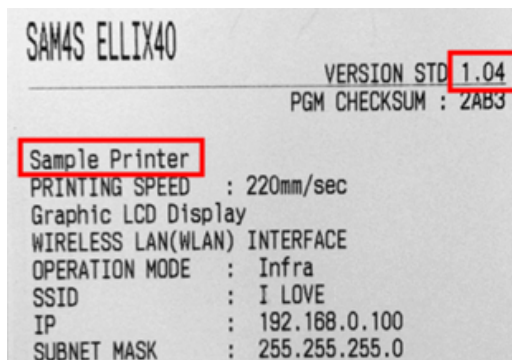 SAM4S ELLIX40
VERSION STD 1.04
PGM CHECKSUM : 2AB3
Sample Printer
PRINTING SPEED : 220mm/sec
Graphic LCD Display
WIRELESS LAN(WLAN) INTERFACE
OPERATION MODE : Infra
SSID : I LOVE
IP : 192.168.0.100
SUBNET MASK : 255.255.255.0